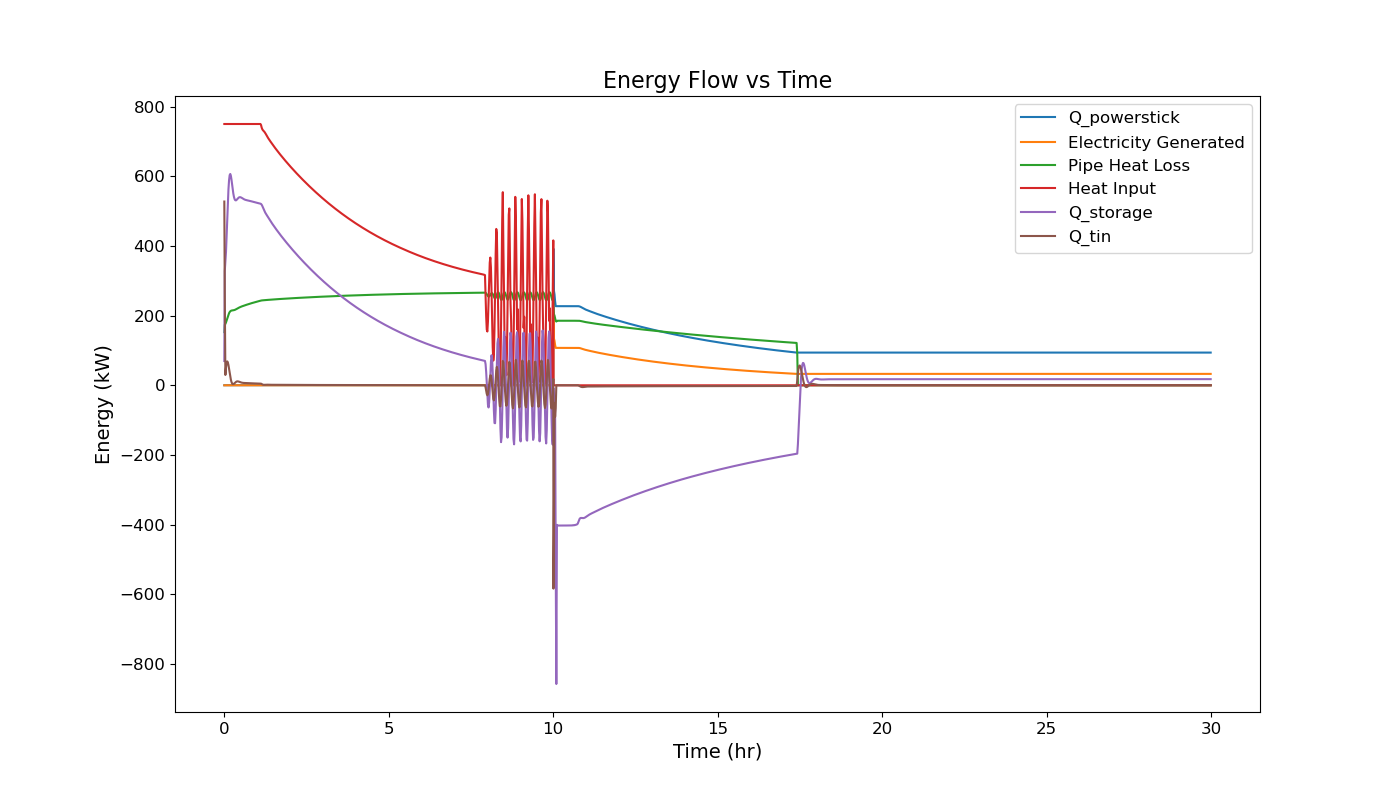 Energy Flow vs Time
Energy (kW)
800
600
400
200
0
−200
−400
−600
−800
Q_powerstick
Electricity Generated
Pipe Heat Loss
Heat Input
Q_storage
Q_tin
0 5 10 15 20 25 30
Time (hr)